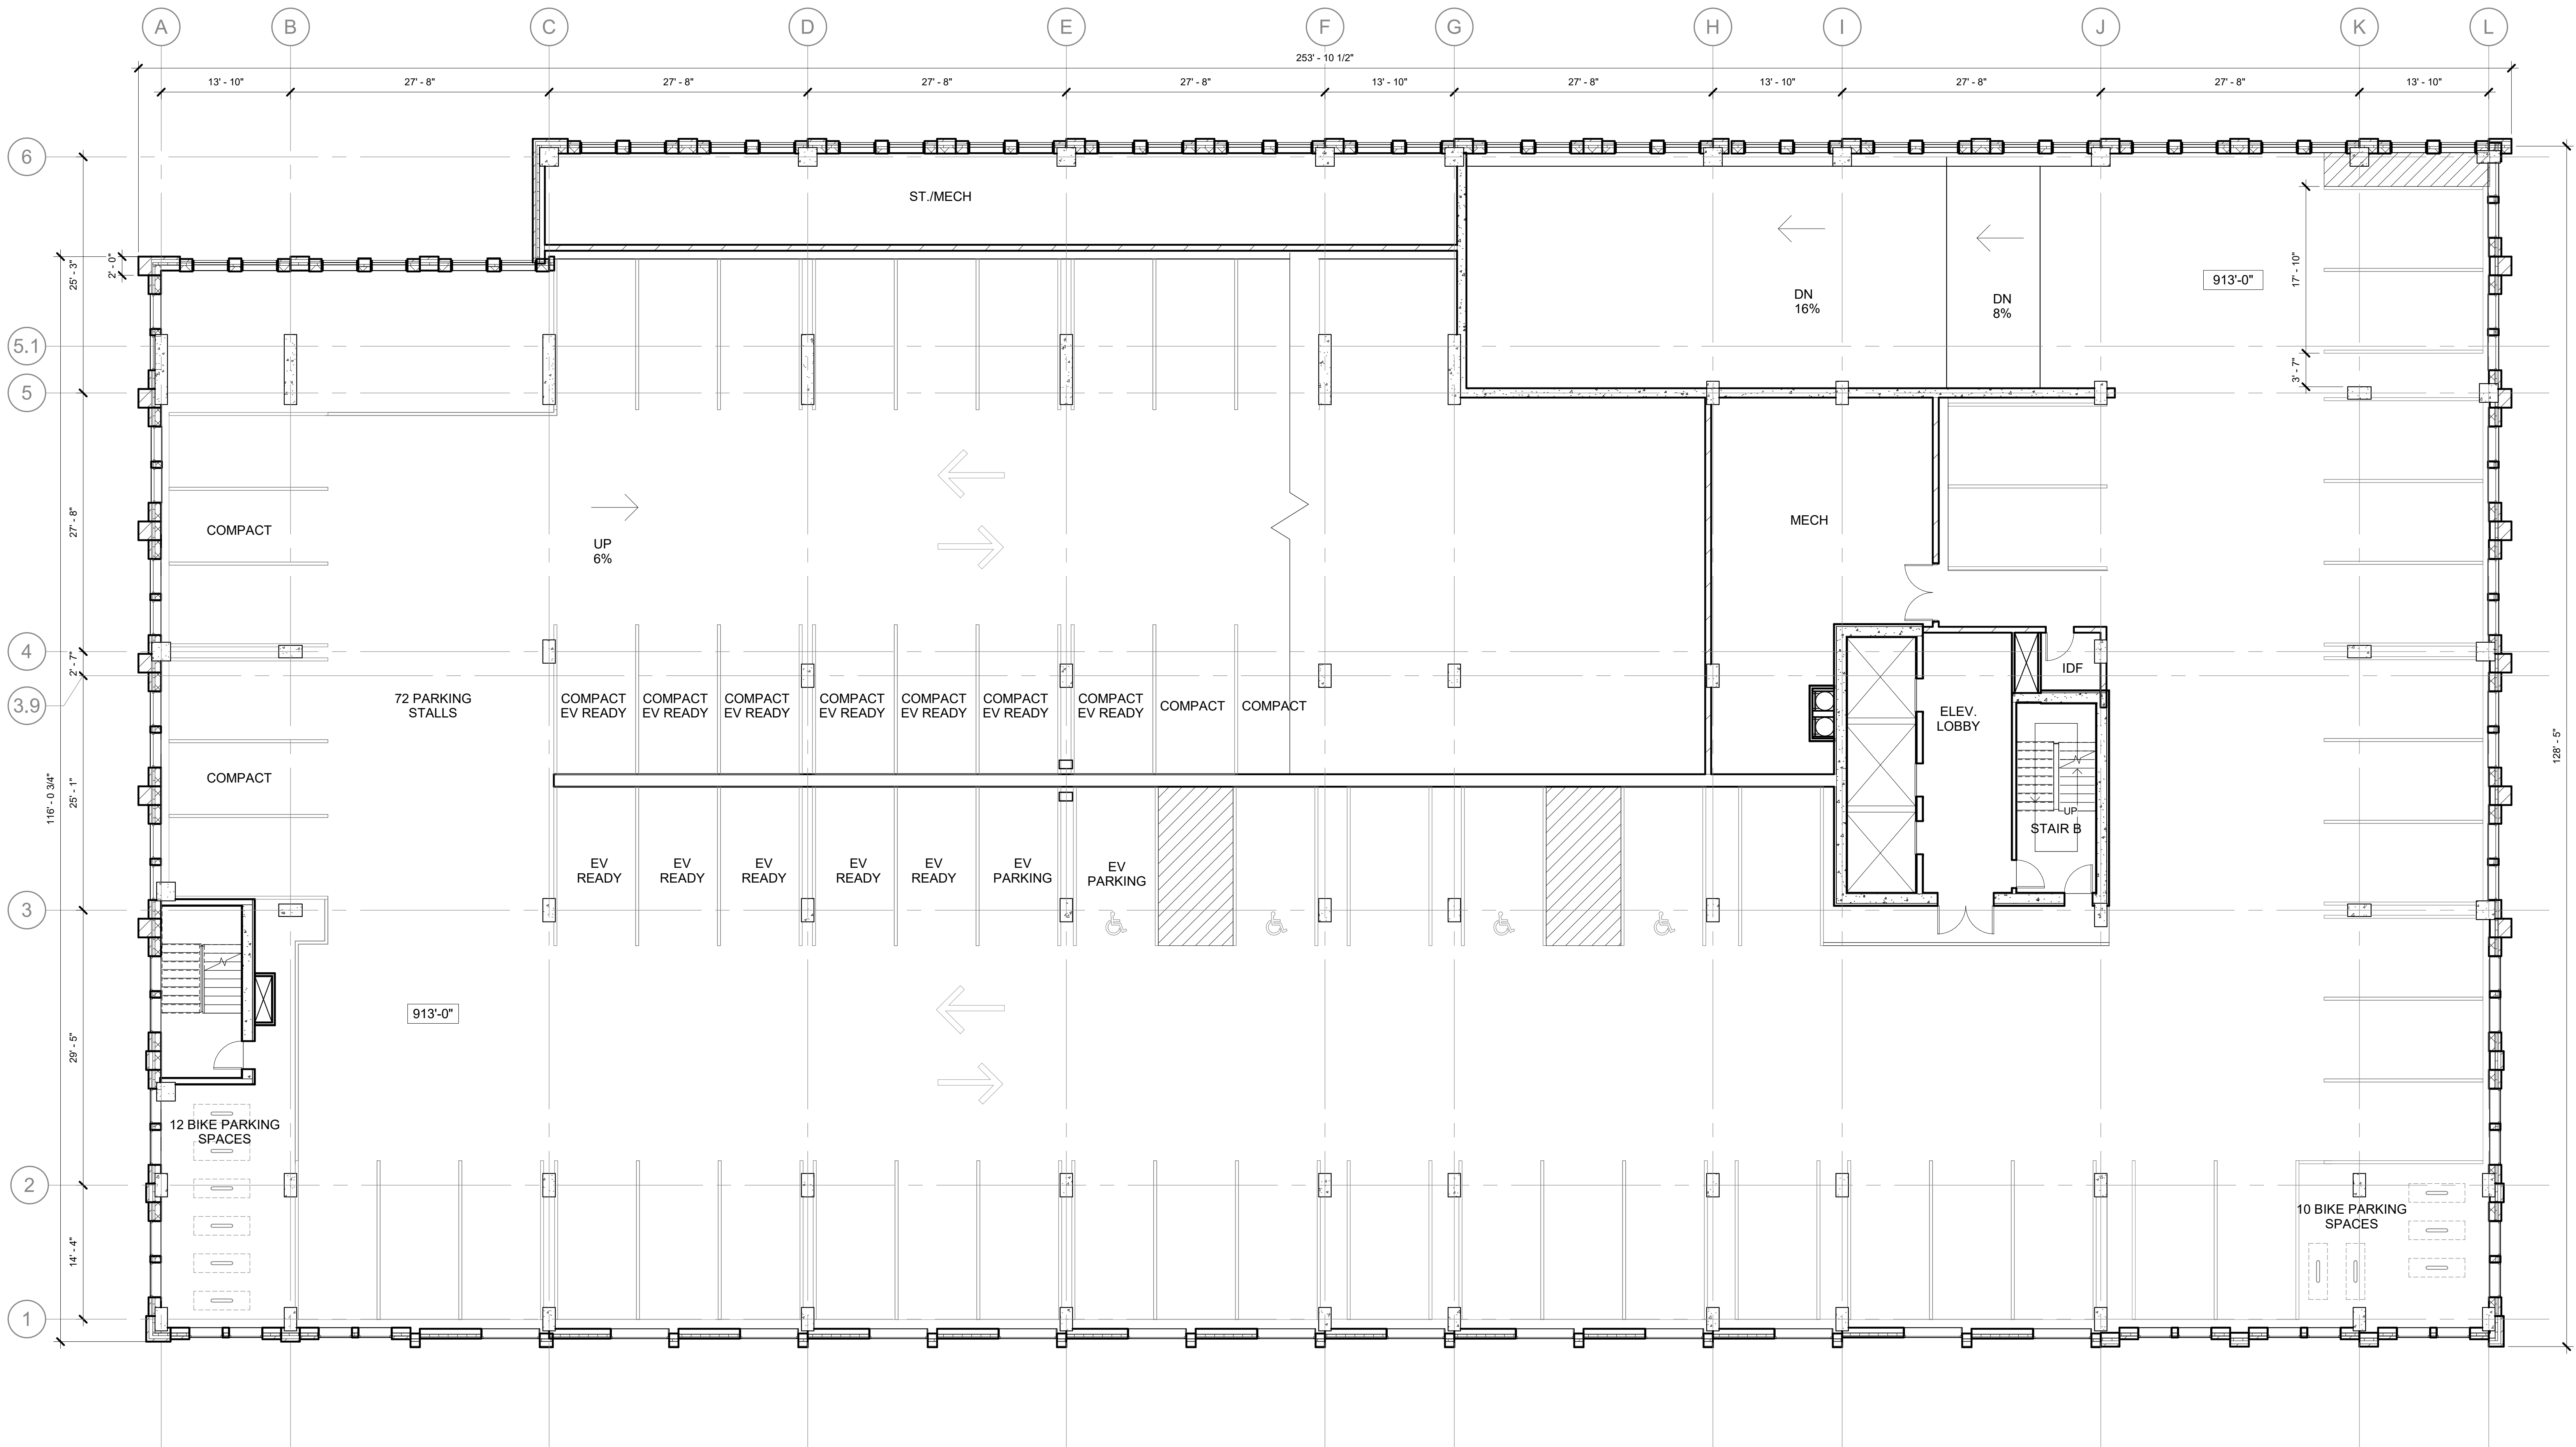 A B C D E F G H I J K L
253' - 10 1/2"
13' - 10" 27' - 8" 27' - 8" 27' - 8" 27' - 8" 13' - 10" 27' - 8" 13' - 10" 27' - 8" 27' - 8" 13' - 10"
6
ST./MECH
2' - 0"
25' - 3"
17' - 10"
913'-0"
DN
16%
DN
8%
5.1
3' - 7"
5
27' - 8"
COMPACT
UP
6%
MECH
4
2' - 7"
3.9
IDF
72 PARKING
STALLS
COMPACT
EV READY
COMPACT
EV READY
COMPACT
EV READY
COMPACT
EV READY
COMPACT
EV READY
COMPACT
EV READY
COMPACT
EV READY
COMPACT
COMPACT
ELEV.
LOBBY
128' - 5"
COMPACT
116' - 0 3/4"
25' - 1"
UP
STAIR B
EV
READY
EV
READY
EV
READY
EV
READY
EV
READY
EV
PARKING
EV
PARKING
3
913'-0"
29' - 5"
12 BIKE PARKING
SPACES
2
10 BIKE PARKING
SPACES
14' - 4"
1